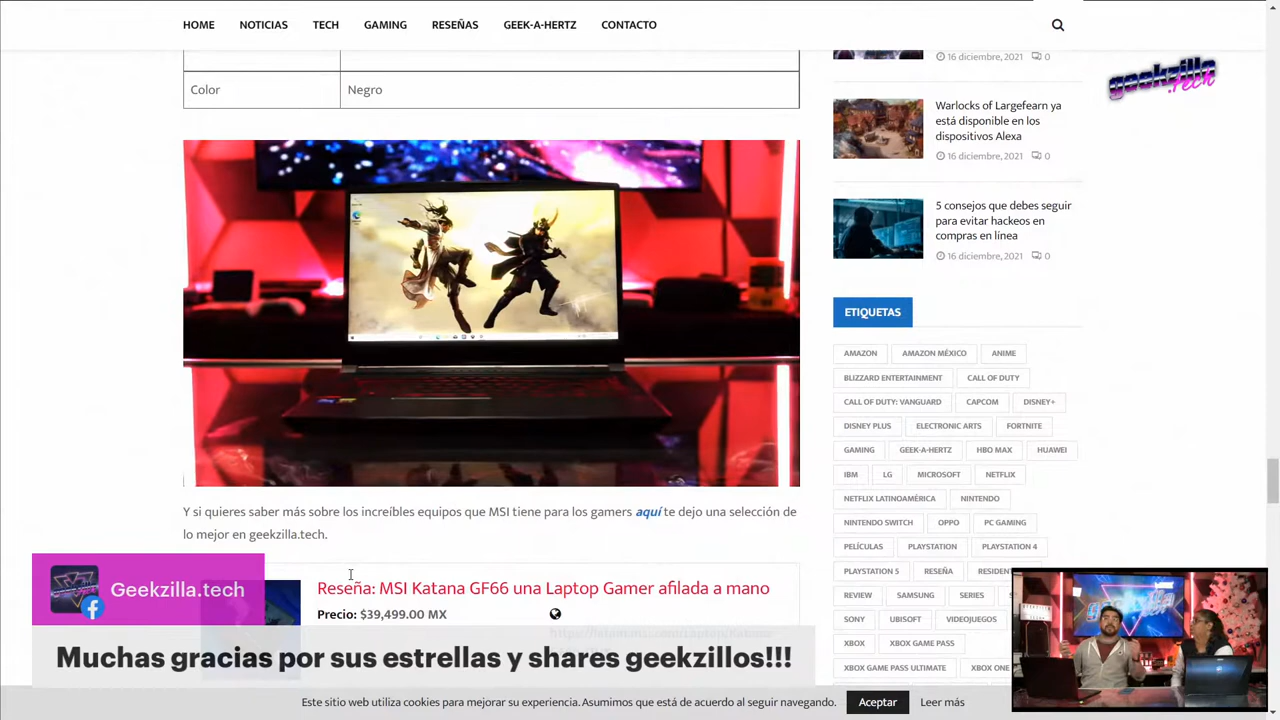 HOME NOTICIAS TECH GAMING RESEÑAS GEEK-A-HERTZ CONTACTO
geekzilla
.tech
Color Negro
16 diciembre, 2021 0
Warlocks of Largefearn ya
está disponible en los
dispositivos Alexa
16 diciembre, 2021 0
5 consejos que debes seguir
para evitar hackeos en
compras en línea
16 diciembre, 2021 0
ETIQUETAS
AMAZON AMAZON MÉXICO ANIME
BLIZZARD ENTERTAINMENT CALL OF DUTY
CALL OF DUTY: VANGUARD CAPCOM DISNEY+
DISNEY PLUS ELECTRONIC ARTS FORTNITE
GAMING GEEK-A-HERTZ HBO MAX HUAWEI
IBM LG MICROSOFT NETFLIX
NETFLIX LATINOAMÉRICA NINTENDO
NINTENDO SWITCH OPPO PC GAMING
PELÍCULAS PLAYSTATION PLAYSTATION 4
PLAYSTATION 5 RESEÑA RESIDENT
REVIEW SAMSUNG SERIES
SONY UBISOFT VIDEOJUEGOS
XBOX XBOX GAME PASS
XBOX GAME PASS ULTIMATE XBOX ONE
Y si quieres saber más sobre los increíbles equipos que MSI tiene para los gamers aquí te dejo una selección de
lo mejor en geekzilla.tech.
Reseña: MSI Katana GF66 una Laptop Gamer afilada a mano
Precio: $39,499.00 MX
Geekzilla.tech
Muchas gracias por sus estrellas y shares geekzillos!!!
Este sitio web utiliza cookies para mejorar su experiencia. Asumimos que está de acuerdo al seguir navegando. Aceptar Leer más